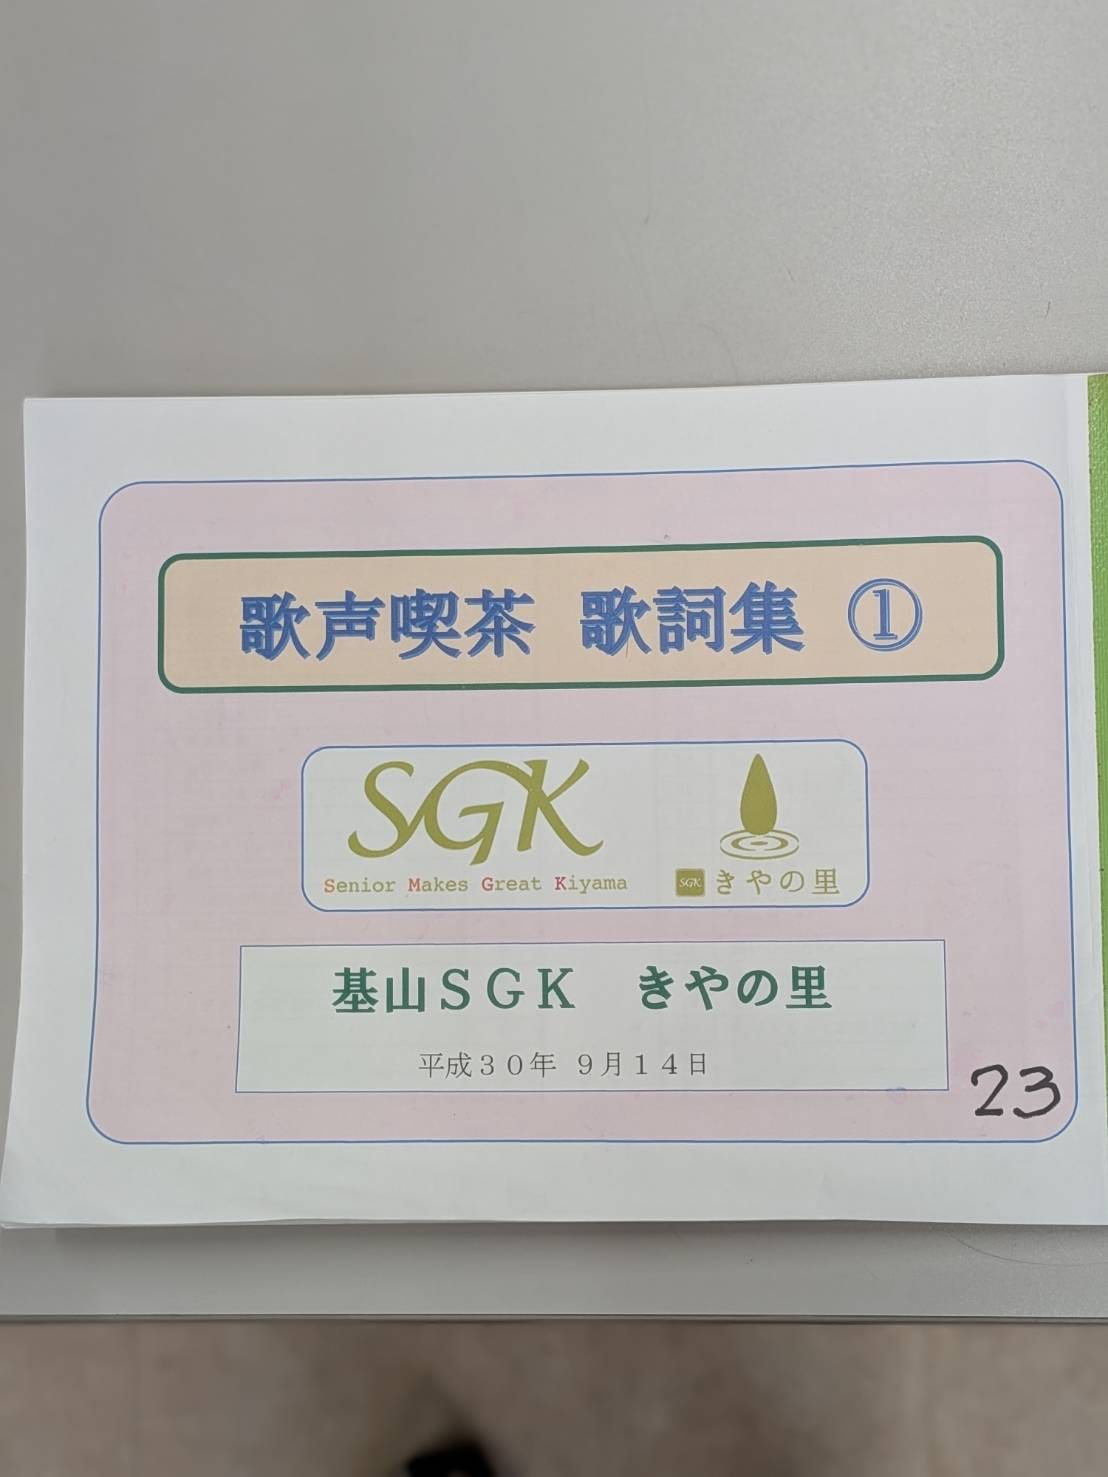 歌声喫茶 歌詞集 ①
SGK
Senior Makes Great Kiyama
SGK きやの里
基山SGK きやの里
平成30年 9月14日
23